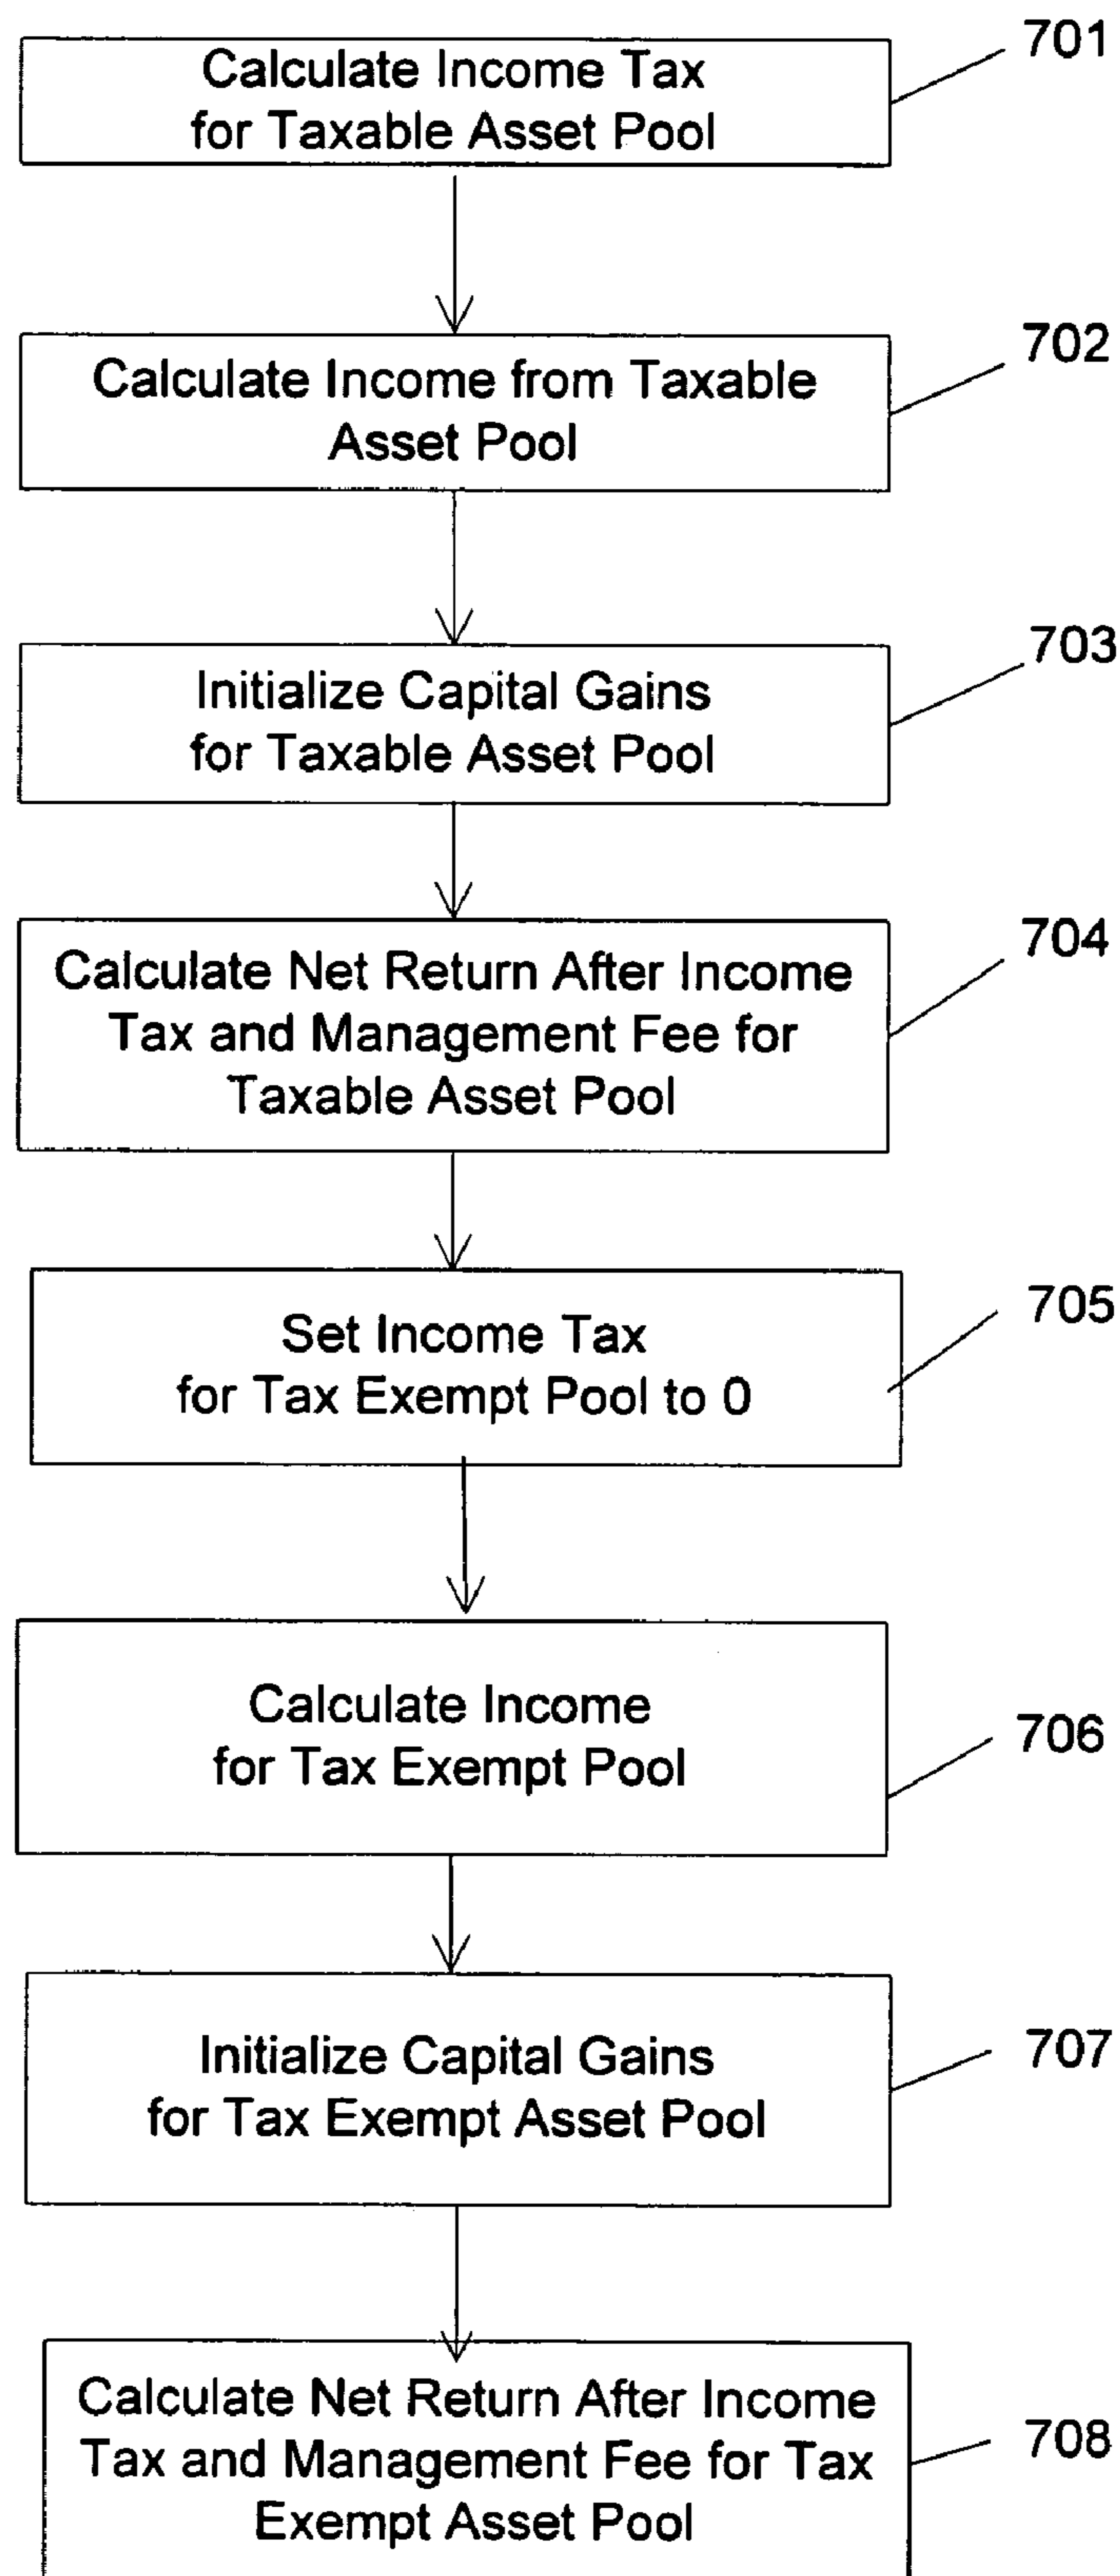 701
Calculate Income Tax
for Taxable Asset Pool
702
Calculate Income from Taxable
Asset Pool
703
Initialize Capital Gains
for Taxable Asset Pool
704
Calculate Net Return After Income
Tax and Management Fee for
Taxable Asset Pool
705
Set Income Tax
for Tax Exempt Pool to 0
706
Calculate Income
for Tax Exempt Pool
707
Initialize Capital Gains
for Tax Exempt Asset Pool
708
Calculate Net Return After Income
Tax and Management Fee for Tax
Exempt Asset Pool